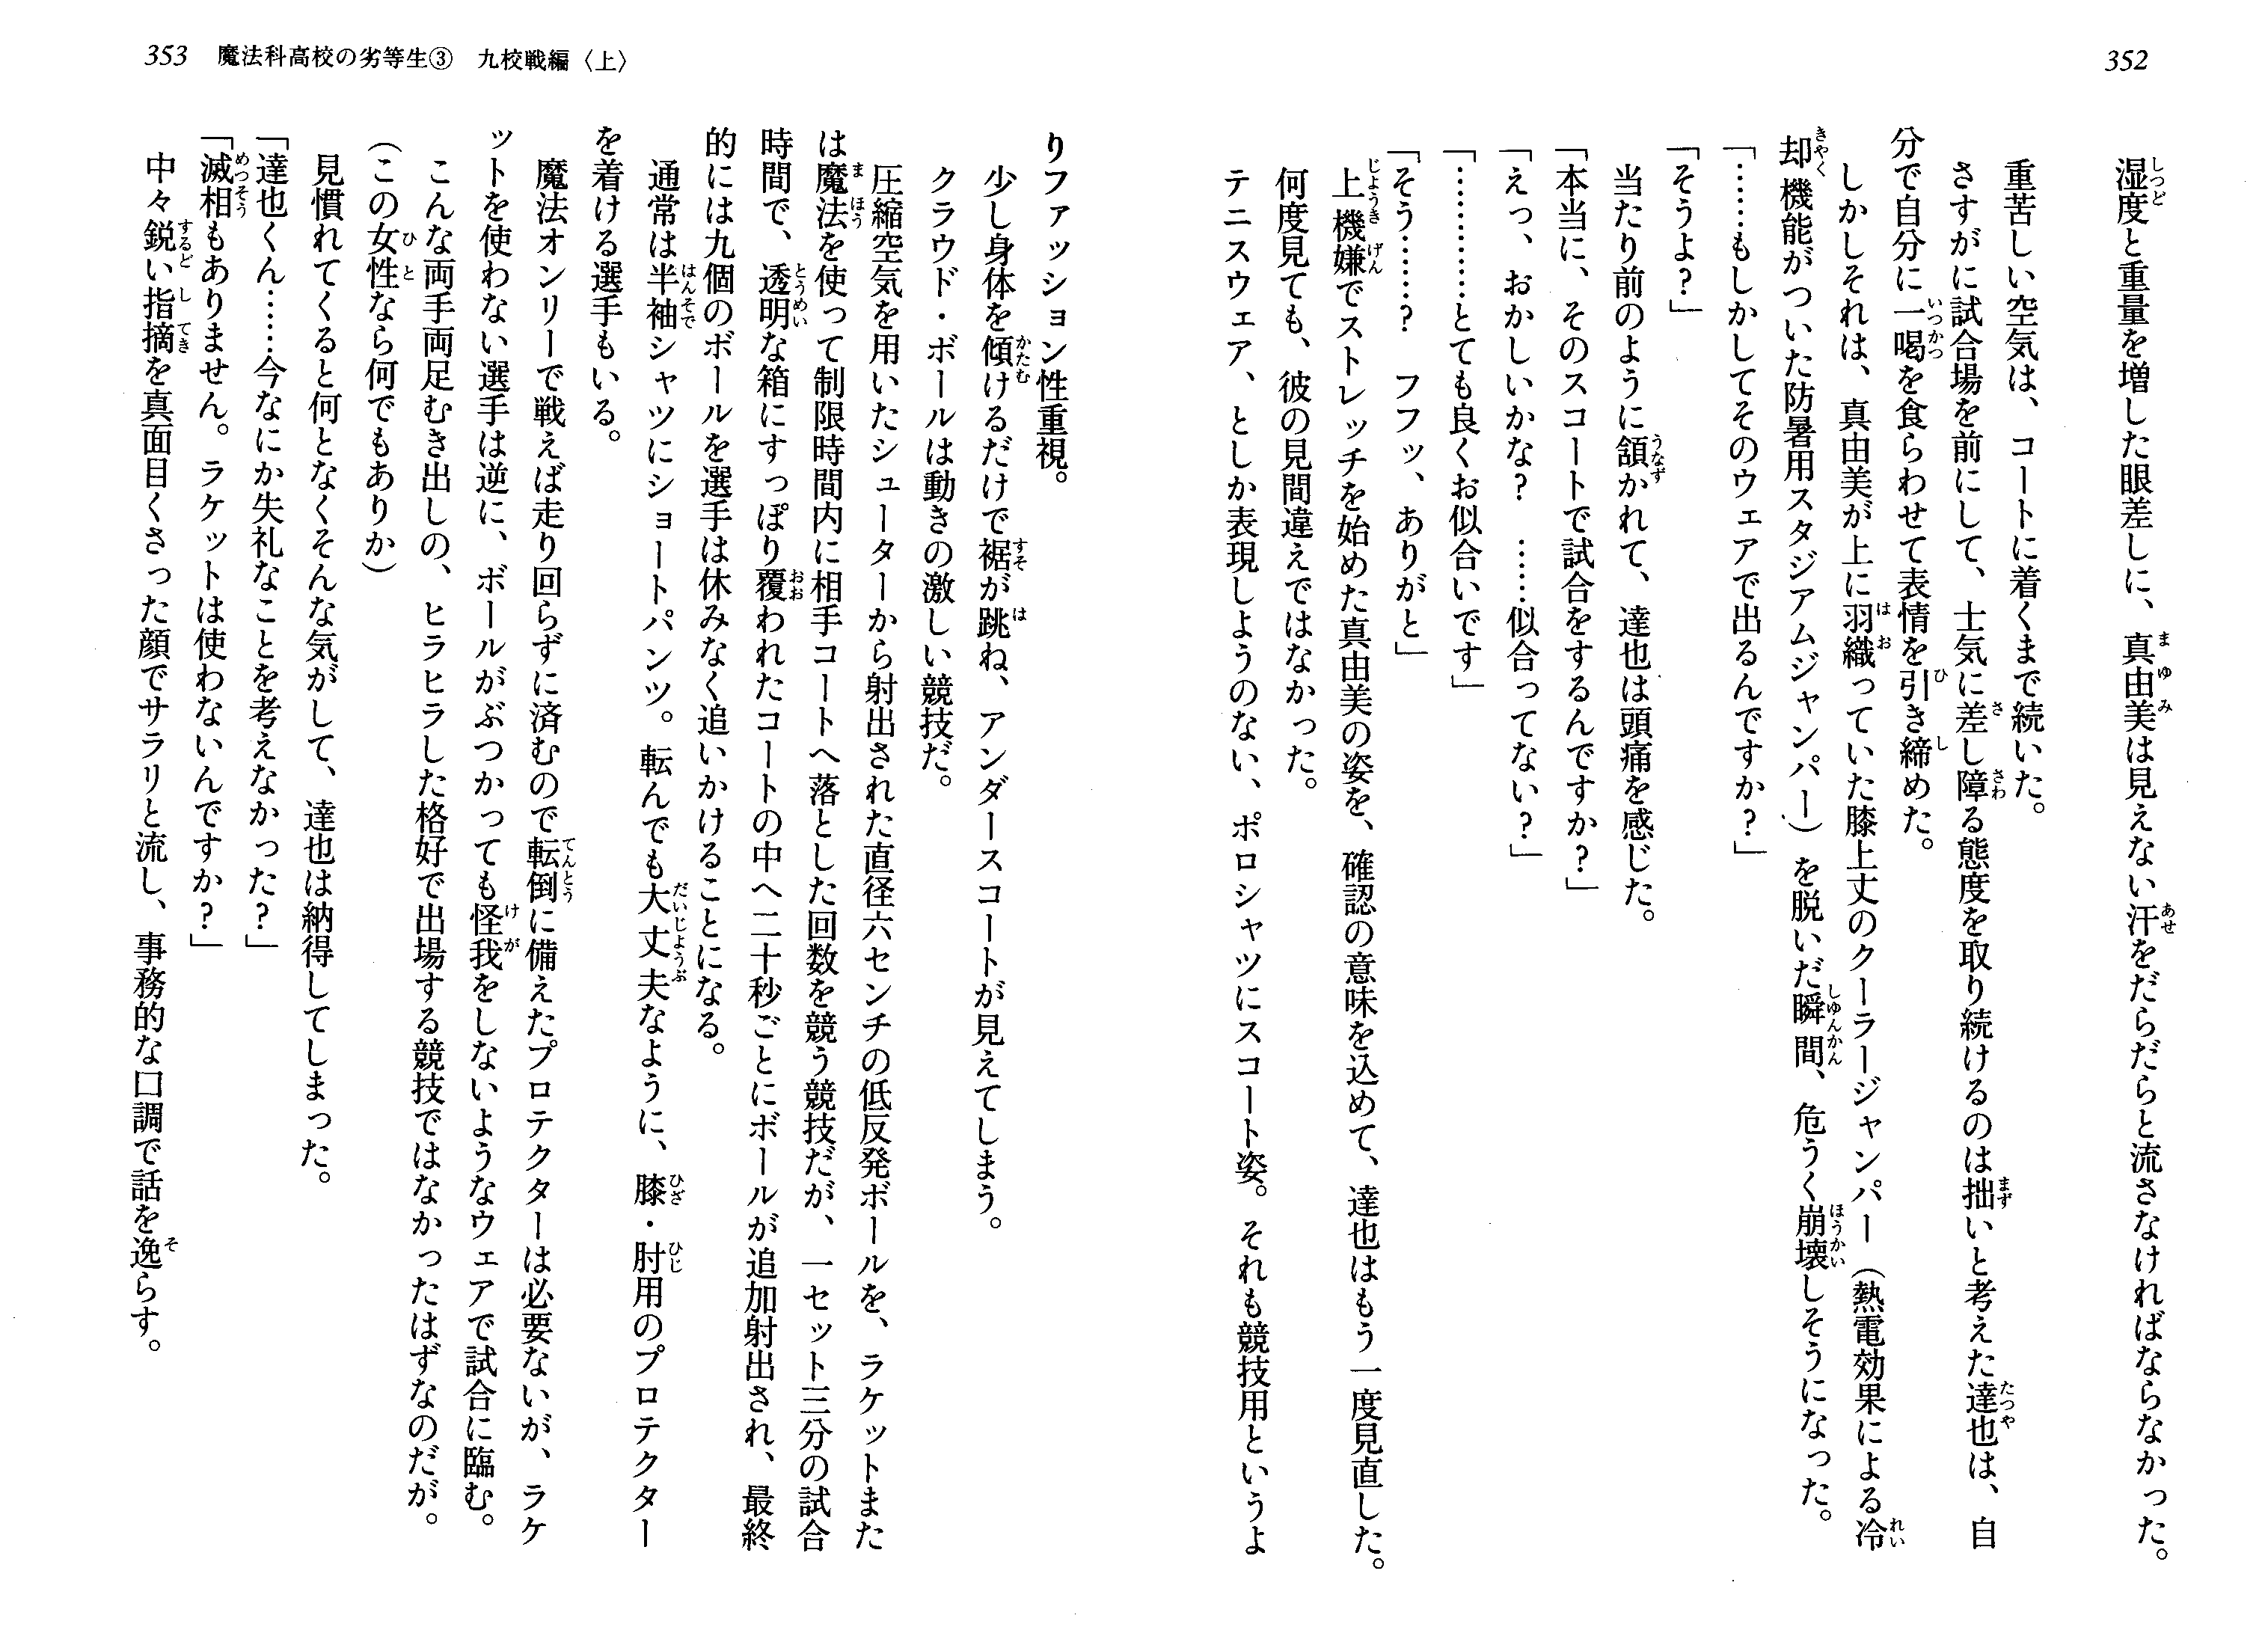 352
湿度と重量を増した眼差しに、真由美は見えない汗をだらだらと流さなければならなかった。
重苦しい空気は、コートに着くまで続いた。
さすがに試合場を前にして、士気に差し障る態度を取り続けるのは拙いと考えた達也は、自
分で自分に一喝を食らわせて表情を引き締めた。
しかしそれは、真由美が上に羽織っていた膝上丈のクーラージャンパー（熱電効果による冷
却機能がついた防暑用スタジアムジャンパー）を脱いだ瞬間、危うく崩壊しそうになった。
「……もしかしてそのウェアで出るんですか？」
「そうよ？」
当たり前のように頷かれて、達也は頭痛を感じた。
「本当に、そのスコートで試合をするんですか？」
「えっ、おかしいかな？　……似合ってない？」
「…………とても良くお似合いです」
「そう……？　フフッ、ありがと」
上機嫌でストレッチを始めた真由美の姿を、確認の意味を込めて、達也はもう一度見直した。
何度見ても、彼の見間違えではなかった。
テニスウェア、としか表現しようのない、ポロシャツにスコート姿。それも競技用というよ
353　魔法科高校の劣等生③　九校戦編〈上〉
りファッション性重視。
少し身体を傾けるだけで裾が跳ね、アンダースコートが見えてしまう。
クラウド・ボールは動きの激しい競技だ。
圧縮空気を用いたシューターから射出された直径六センチの低反発ボールを、ラケットまた
は魔法を使って制限時間内に相手コートへ落とした回数を競う競技だが、一セット三分の試合
時間で、透明な箱にすっぽり覆われたコートの中へ二十秒ごとにボールが追加射出され、最終
的には九個のボールを選手は休みなく追いかけることになる。
通常は半袖シャツにショートパンツ。転んでも大丈夫なように、膝・肘用のプロテクター
を着ける選手もいる。
魔法オンリーで戦えば走り回らずに済むので転倒に備えたプロテクターは必要ないが、ラケ
ットを使わない選手は逆に、ボールがぶつかっても怪我をしないようなウェアで試合に臨む。
こんな両手両足むき出しの、ヒラヒラした格好で出場する競技ではなかったはずなのだが。
（この女性なら何でもありか）
見慣れてくると何となくそんな気がして、達也は納得してしまった。
「達也くん……今なにか失礼なことを考えなかった？」
「滅相もありません。ラケットは使わないんですか？」
中々鋭い指摘を真面目くさった顔でサラリと流し、事務的な口調で話を逸らす。